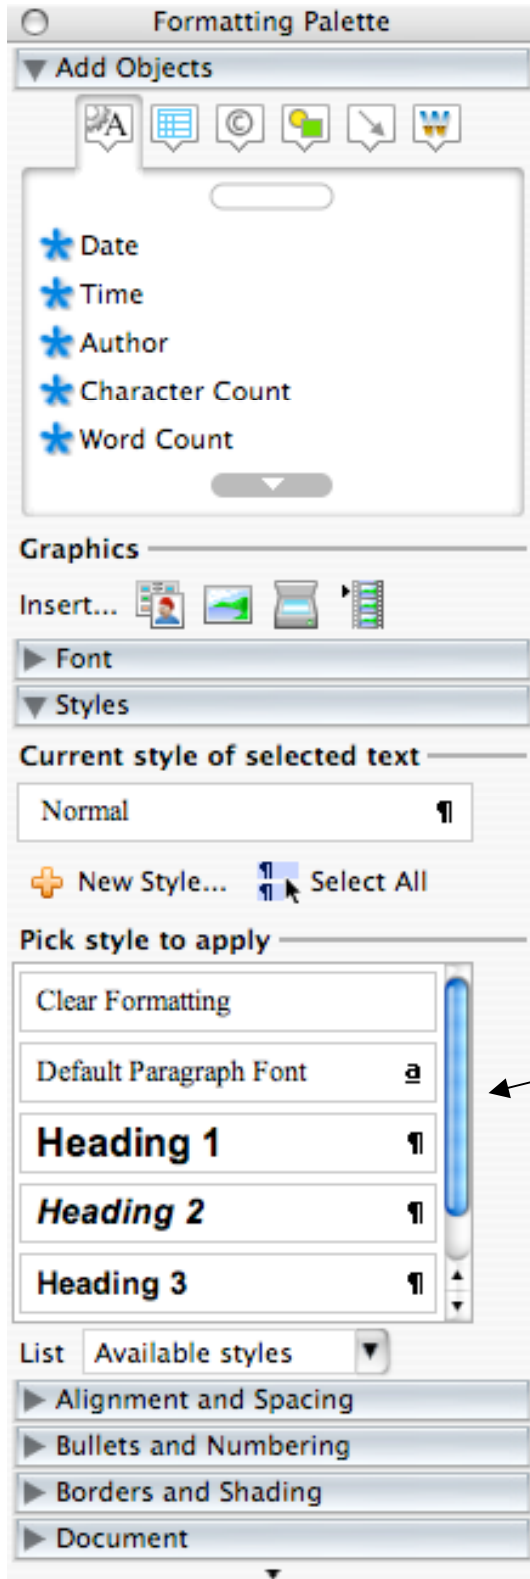 Formatting Palette
Add Objects
A © W
Date
Time
Author
Character Count
Word Count
Graphics
Insert...
Font
Styles
Current style of selected text
Normal ¶
New Style... ¶ ¶ Select All
Pick style to apply
Clear Formatting
Default Paragraph Font a
Heading 1 ¶
Heading 2 ¶
Heading 3 ¶
List Available styles
Alignment and Spacing
Bullets and Numbering
Borders and Shading
Document